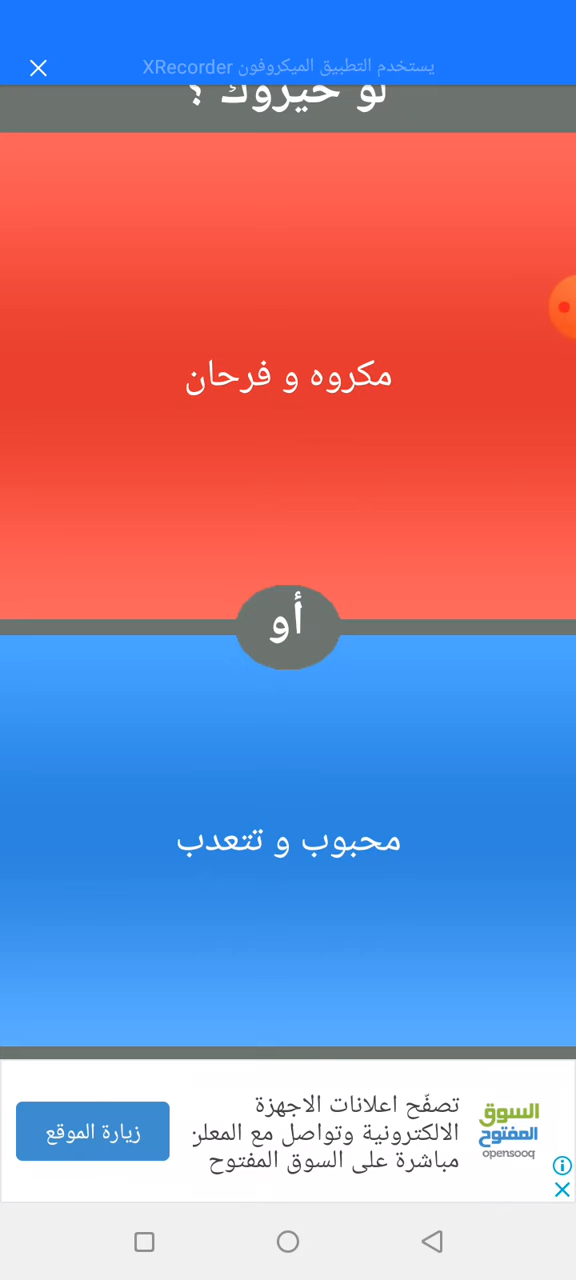 يستخدم التطبيق الميكروفون XRecorder
لو خيروك ؟
مكروه و فرحان
أو
محبوب و تتعدب
تصفّح اعلانات الاجهزة
الالكترونية وتواصل مع المعلن
مباشرة على السوق المفتوح
زيارة الموقع
السوق
المفتوح
opensooq